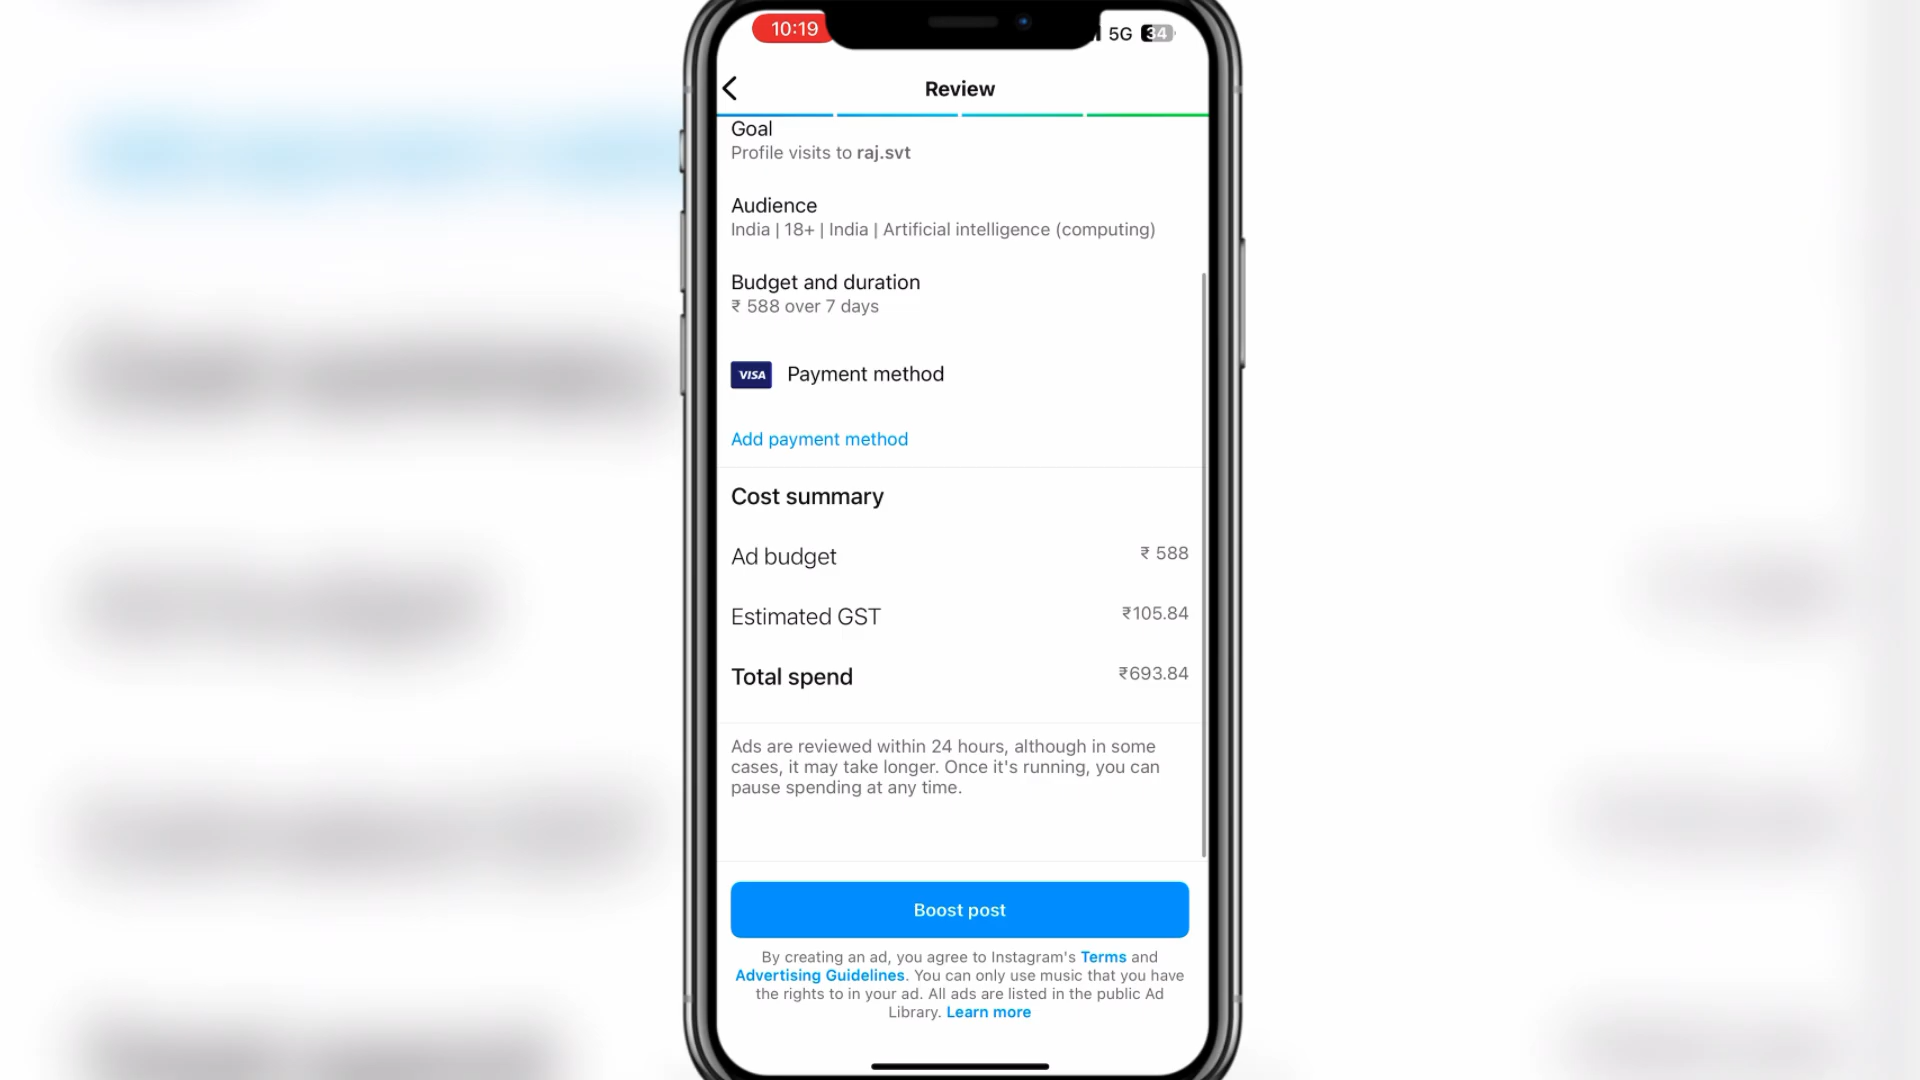 10:19
5G 34
Review
Goal
Profile visits to raj.svt
Audience
India | 18+ | India | Artificial intelligence (computing)
Budget and duration
₹ 588 over 7 days
VISA Payment method
Add payment method
Cost summary
Ad budget ₹ 588
Estimated GST ₹105.84
Total spend ₹693.84
Ads are reviewed within 24 hours, although in some
cases, it may take longer. Once it's running, you can
pause spending at any time.
Boost post
By creating an ad, you agree to Instagram's Terms and
Advertising Guidelines. You can only use music that you have
the rights to in your ad. All ads are listed in the public Ad
Library. Learn more